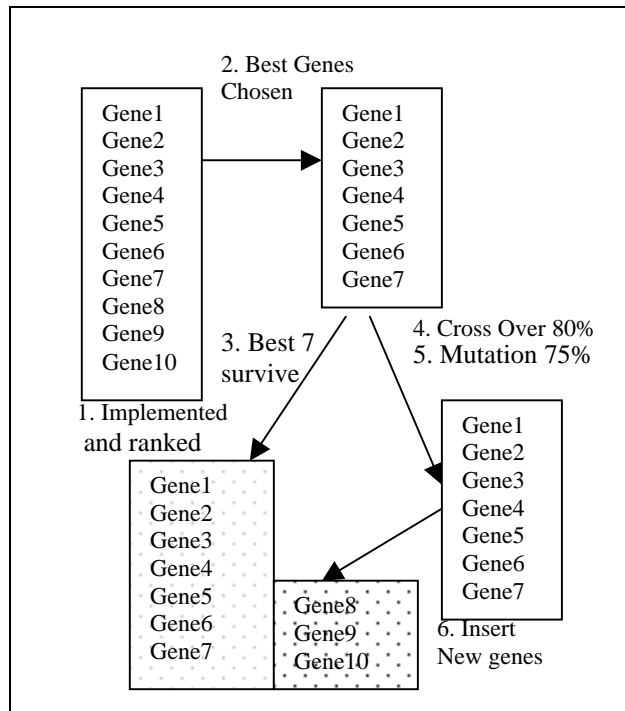 2. Best Genes
Chosen
Gene1
Gene2
Gene3
Gene4
Gene5
Gene6
Gene7
Gene8
Gene9
Gene10
1. Implemented
and ranked
Gene1
Gene2
Gene3
Gene4
Gene5
Gene6
Gene7
3. Best 7
survive
4. Cross Over 80%
5. Mutation 75%
Gene1
Gene2
Gene3
Gene4
Gene5
Gene6
Gene7
Gene8
Gene9
Gene10
Gene1
Gene2
Gene3
Gene4
Gene5
Gene6
Gene7
6. Insert
New genes